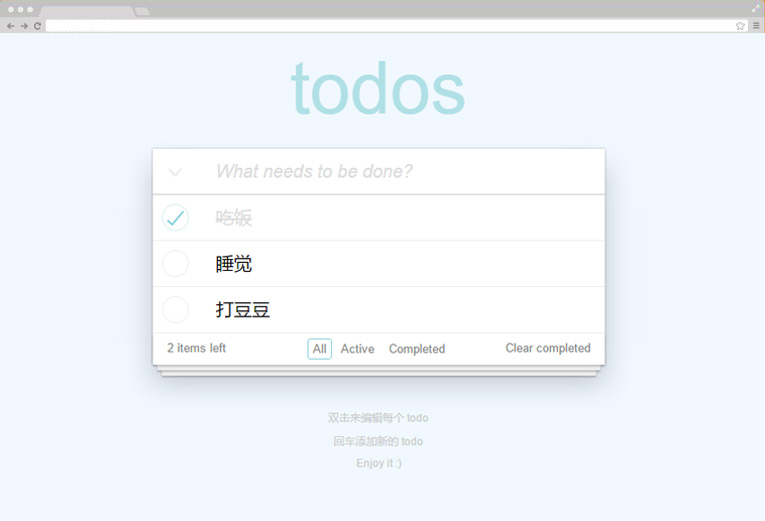 todos
What needs to be done?
吃饭
睡觉
打豆豆
2 items left All Active Completed Clear completed
双击来编辑每个 todo
回车添加新的 todo
Enjoy it :)